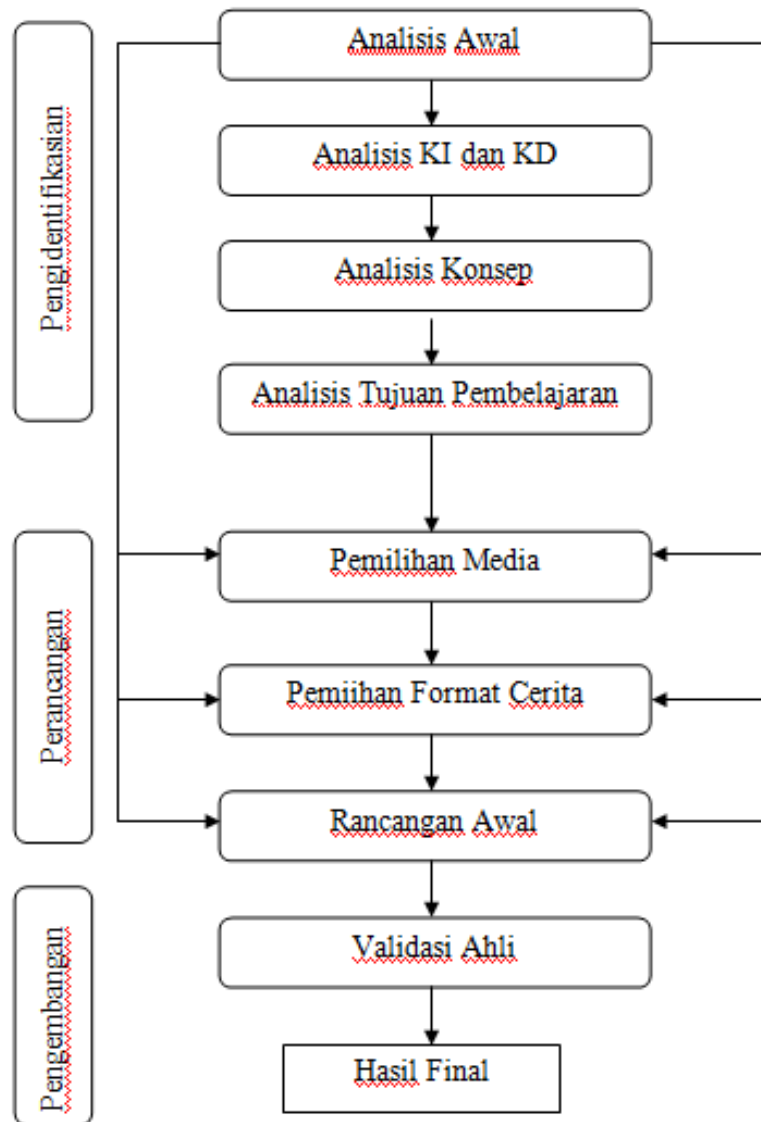 Pengidentifikasian
Analisis Awal
Analisis KI dan KD
Analisis Konsep
Analisis Tujuan Pembelajaran
Perancangan
Pemilihan Media
Pemiihan Format Cerita
Rancangan Awal
Pengembangan
Validasi Ahli
Hasil Final